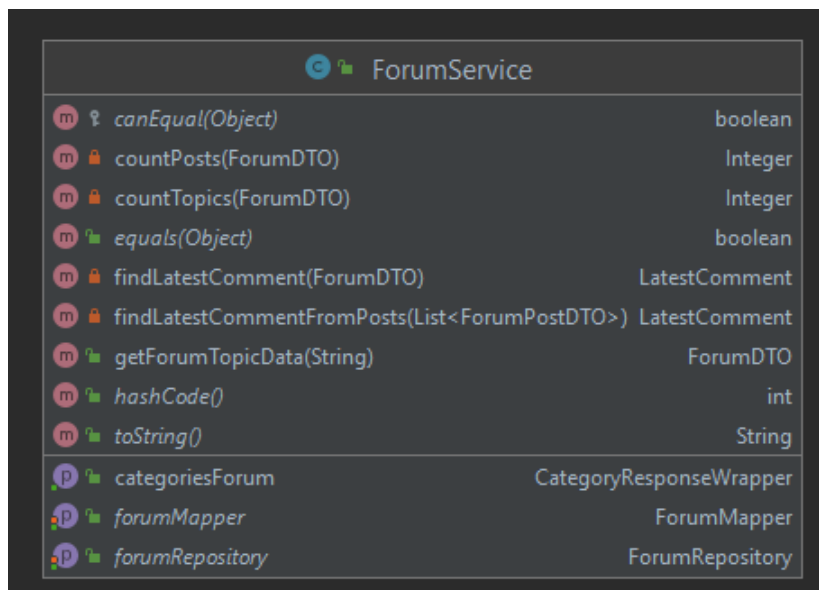 ForumService
canEqual(Object) boolean
countPosts(ForumDTO) Integer
countTopics(ForumDTO) Integer
equals(Object) boolean
findLatestComment(ForumDTO) LatestComment
findLatestCommentFromPosts(List<ForumPostDTO>) LatestComment
getForumTopicData(String) ForumDTO
hashCode() int
toString() String
categoriesForum CategoryResponseWrapper
forumMapper ForumMapper
forumRepository ForumRepository